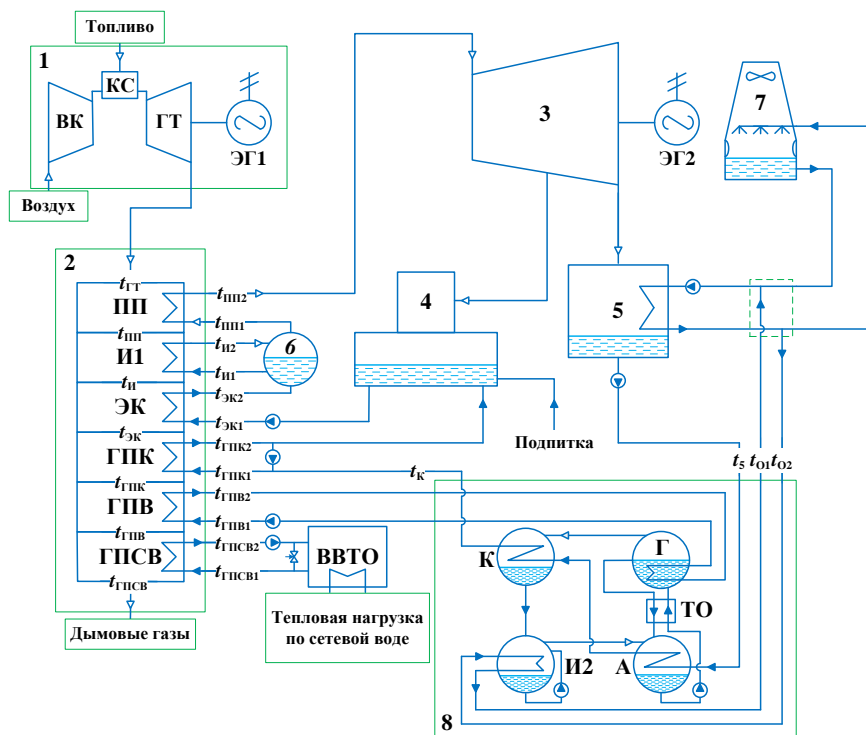 Топливо
1
КС
ВК
ГТ
ЭГ1
Воздух
3
ЭГ2
7
2
tГТ
ПП
tПП2
tПП1
tПП
И1
tИ2
tИ1
6
tИ
ЭК
tЭК2
tЭК1
tЭК
ГПК
tГПК2
tГПК1
tГПК
ГПВ
tГПВ2
tГПВ1
tГПВ
ГПСВ
tГПСВ2
tГПСВ1
tГПСВ
Дымовые газы
ВВТО
Тепловая нагрузка
по сетевой воде
4
Подпитка
5
tК
t5
tО1
tО2
К
Г
ТО
И2
А
8